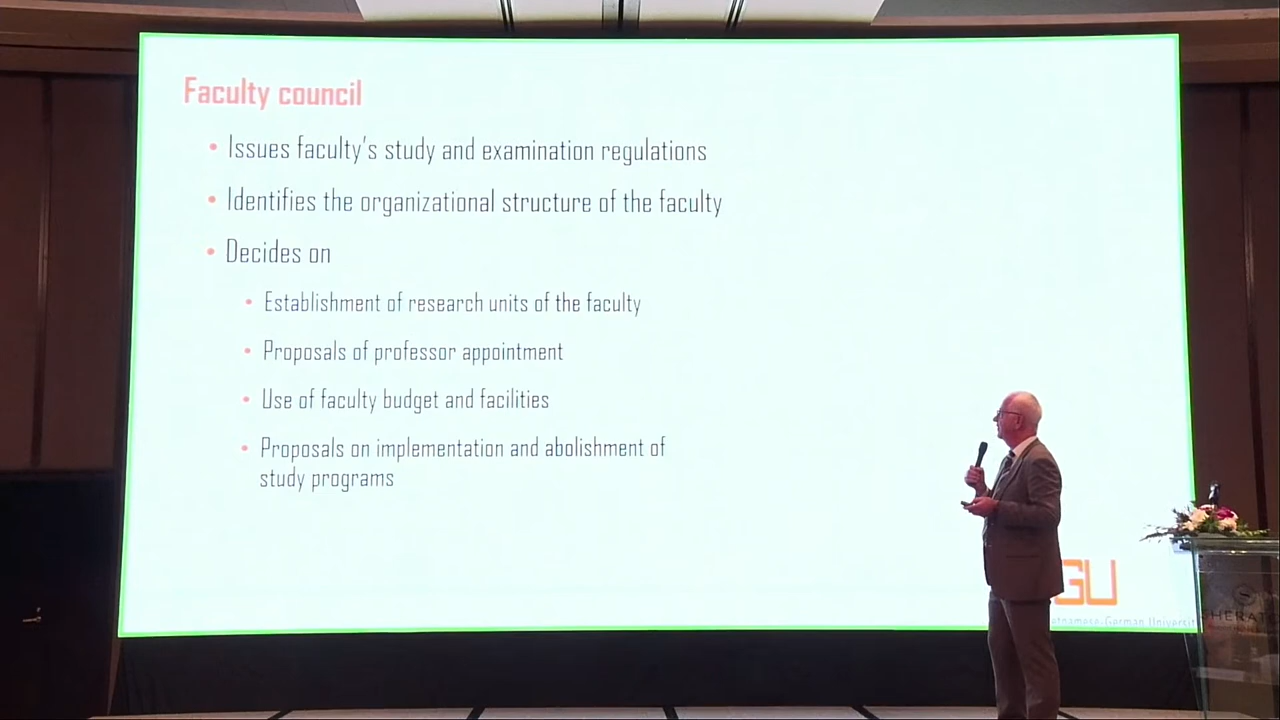 Faculty council
• Issues faculty's study and examination regulations
• Identifies the organizational structure of the faculty
• Decides on
• Establishment of research units of the faculty
• Proposals of professor appointment
• Use of faculty budget and facilities
• Proposals on implementation and abolishment of
study programs
GU